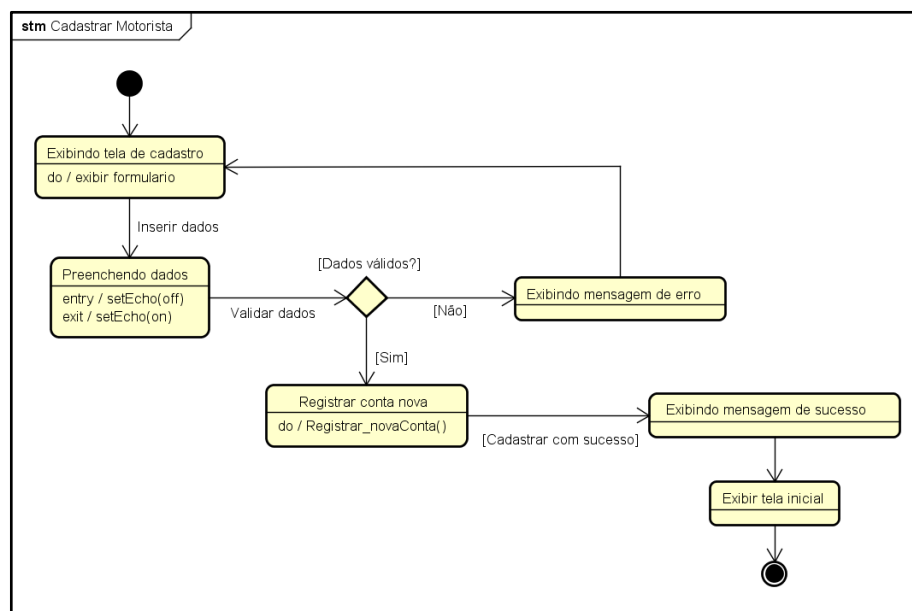 stm Cadastrar Motorista
Exibindo tela de cadastro
do / exibir formulario
Inserir dados
Preenchendo dados
entry / setEcho(off)
exit / setEcho(on)
Validar dados
[Dados válidos?]
[Não]
Exibindo mensagem de erro
[Sim]
Registrar conta nova
do / Registrar_novaConta()
[Cadastrar com sucesso]
Exibindo mensagem de sucesso
Exibir tela inicial